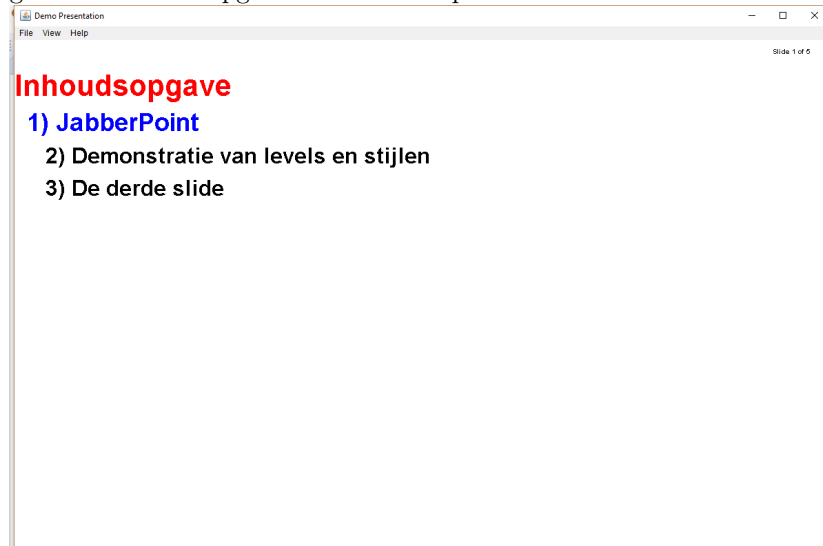 Demo Presentation
File View Help
Slide 1 of 5
Inhoudsopgave
1) JabberPoint
2) Demonstratie van levels en stijlen
3) De derde slide